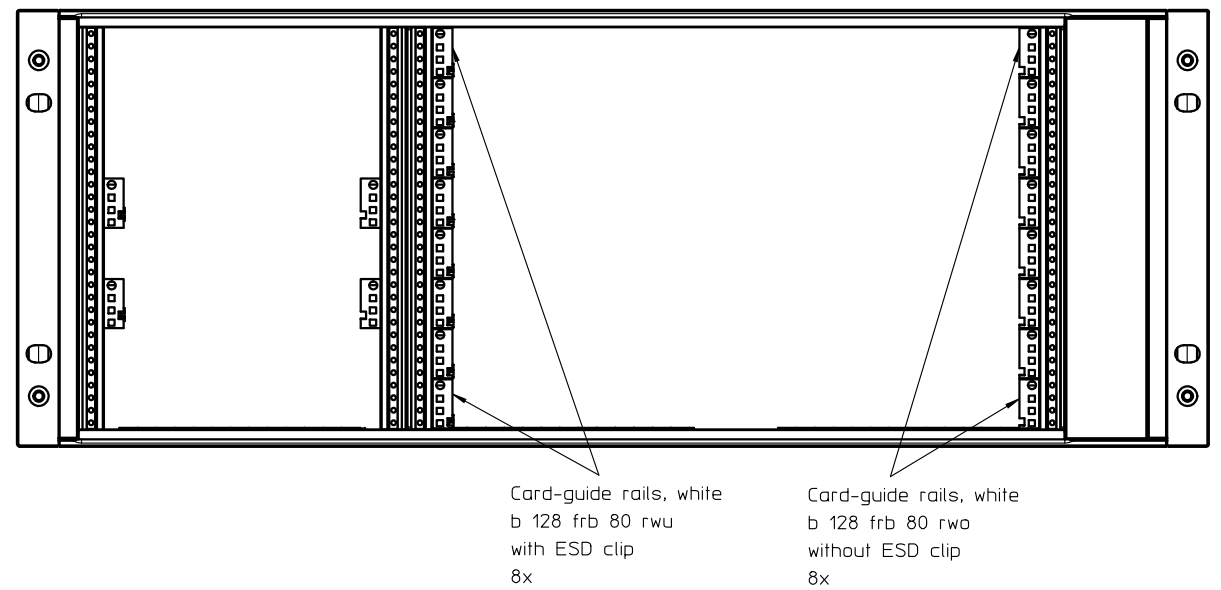 Card-guide rails, white
b 128 frb 80 rwu
with ESD clip
8x
Card-guide rails, white
b 128 frb 80 rwo
without ESD clip
8x